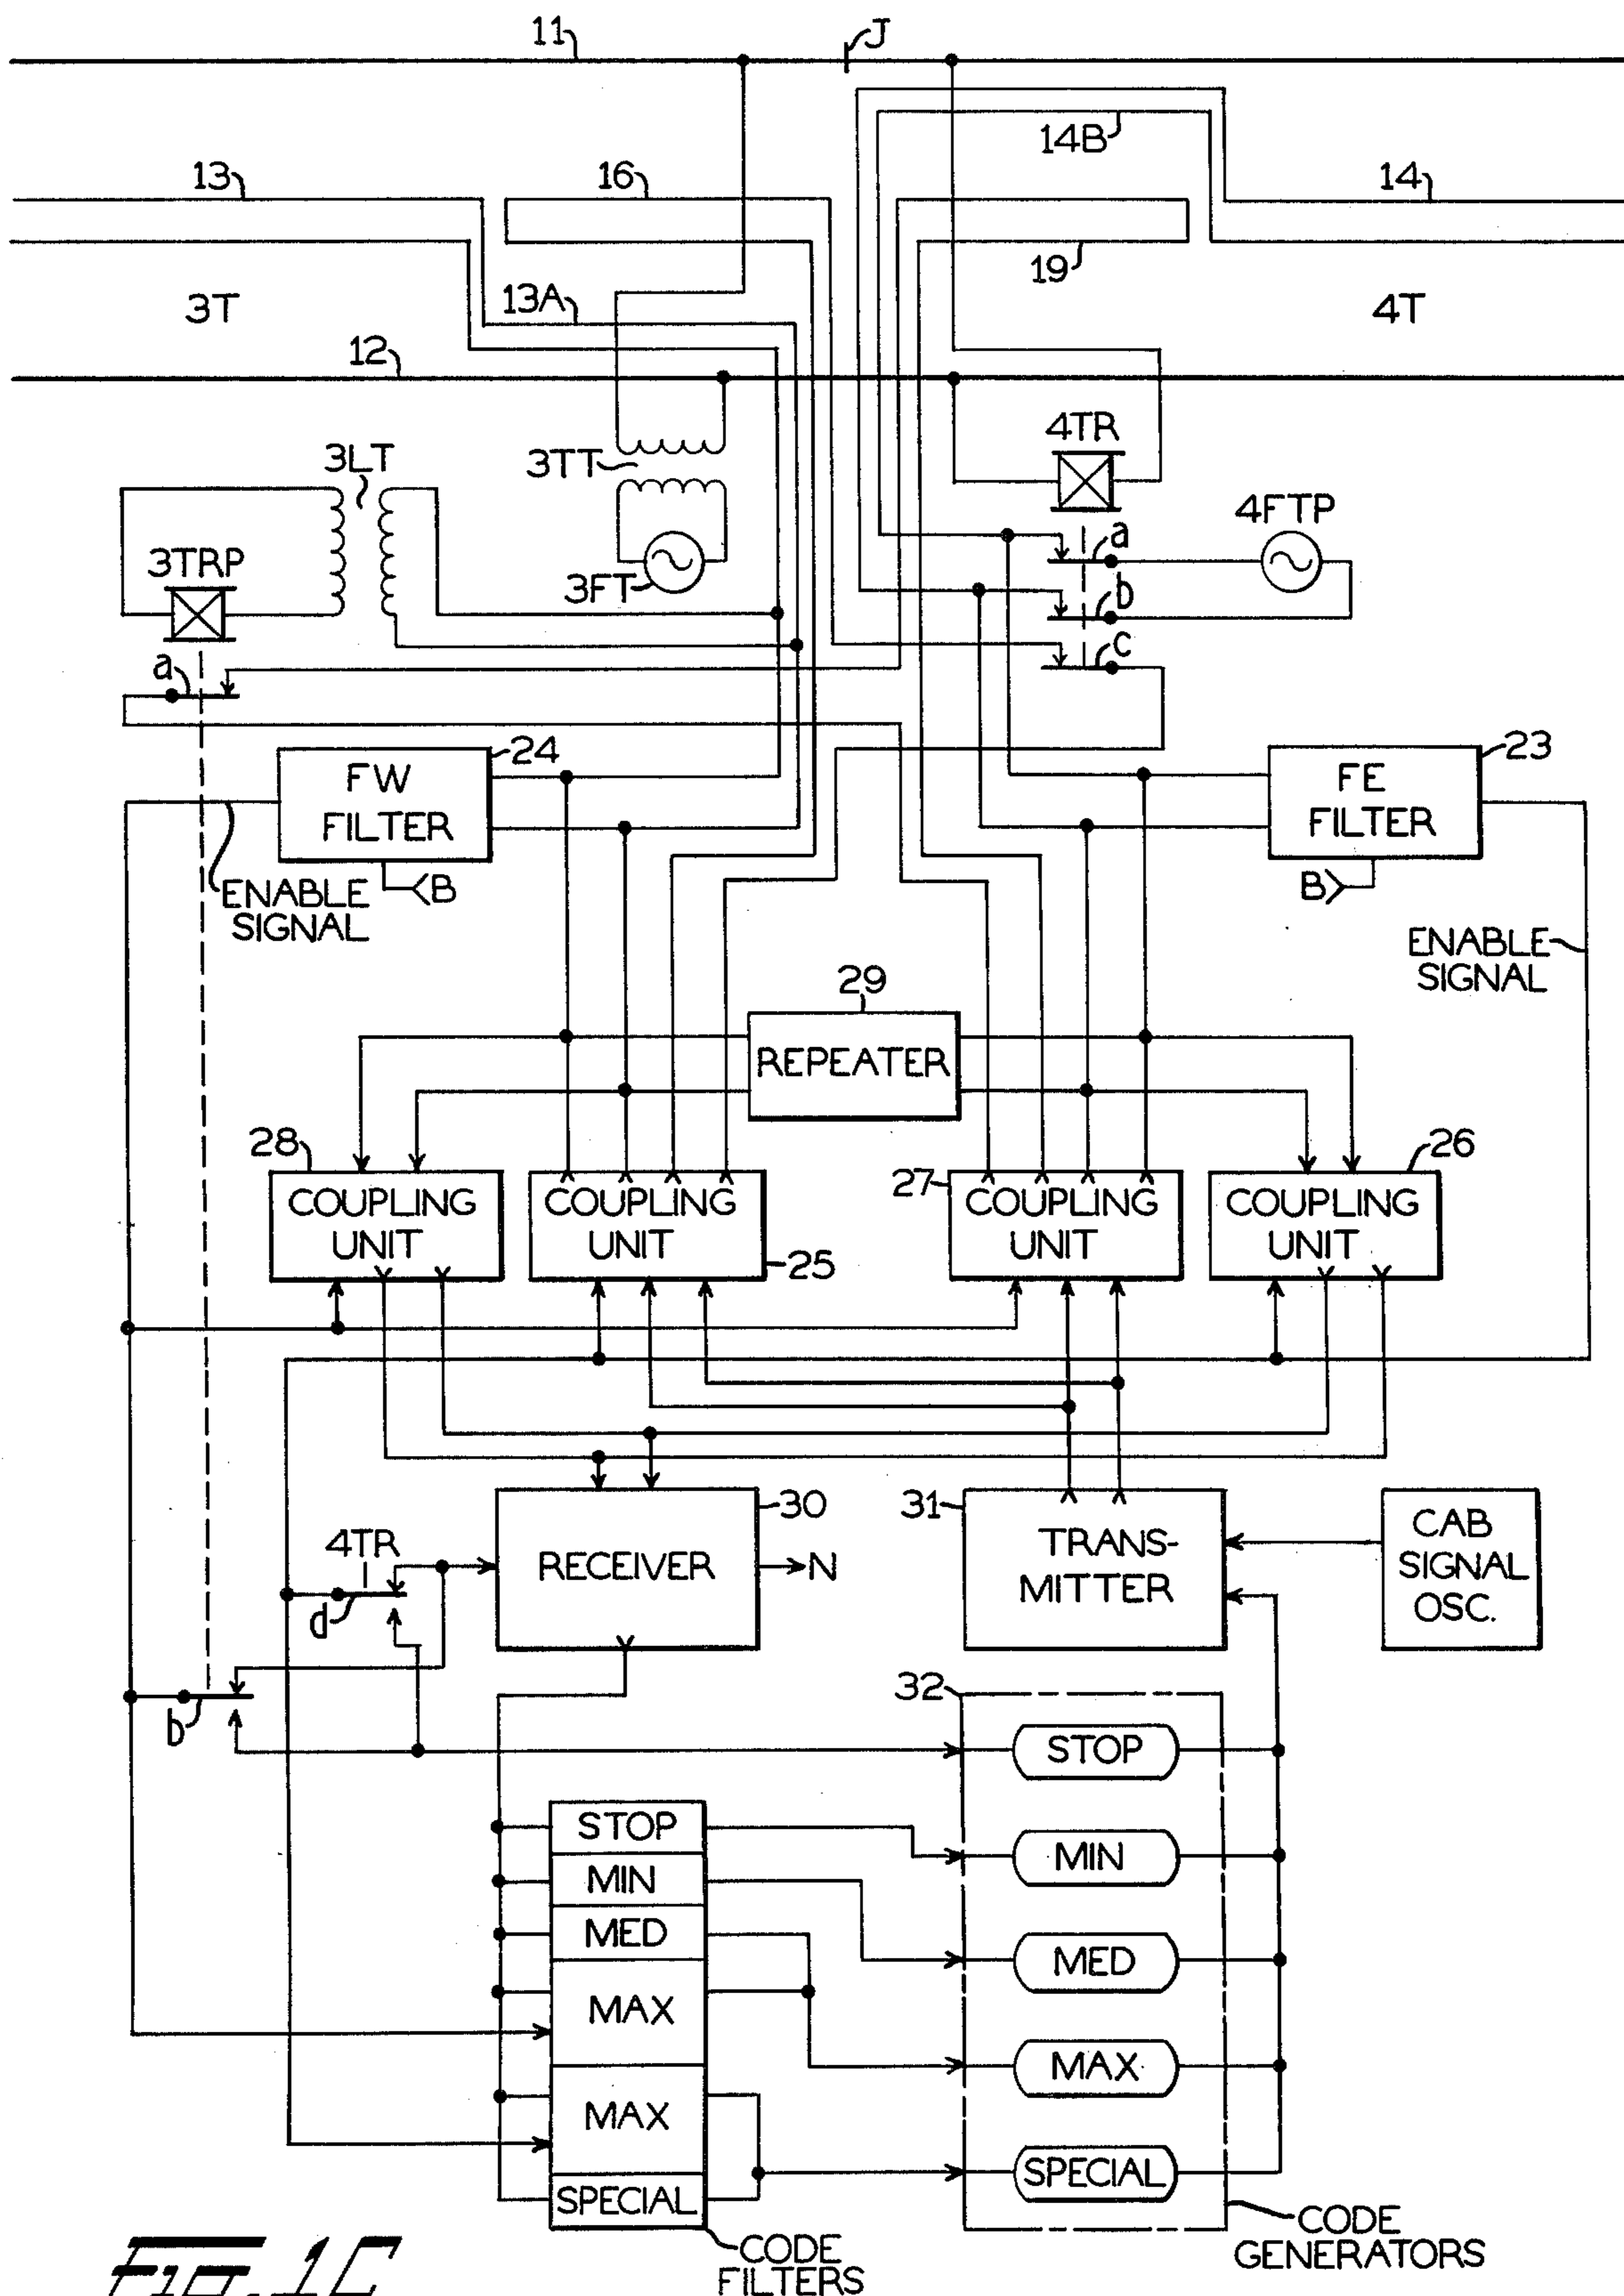 11
J
14B
13
16
14
19
13A
3T
4T
12
4TR
3LT
3TT
4FTP
a
3TRP
3FT
b
c
a
24
FW
FILTER
23
FE
FILTER
B
B
ENABLE
SIGNAL
ENABLE
SIGNAL
29
REPEATER
28
COUPLING
UNIT
COUPLING
UNIT
25
27
COUPLING
UNIT
26
COUPLING
UNIT
30
RECEIVER
N
31
TRANS-
MITTER
CAB
SIGNAL
OSC.
4TR
d
b
32
STOP
MIN
MED
MAX
SPECIAL
STOP
MIN
MED
MAX
MAX
SPECIAL
CODE
FILTERS
CODE
GENERATORS
FIG. 1C